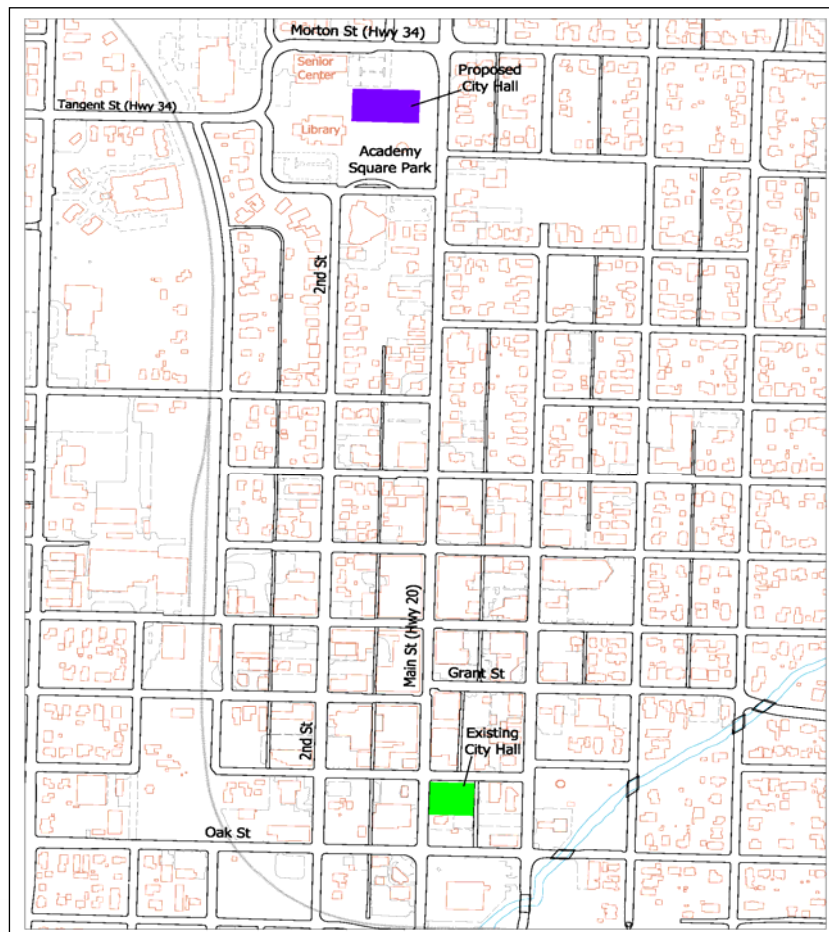 Morton St (Hwy 34)
Senior
Center
Proposed
City Hall
Tangent St (Hwy 34)
Library
Academy
Square Park
2nd St
Main St (Hwy 20)
Grant St
2nd St
Existing
City Hall
Oak St